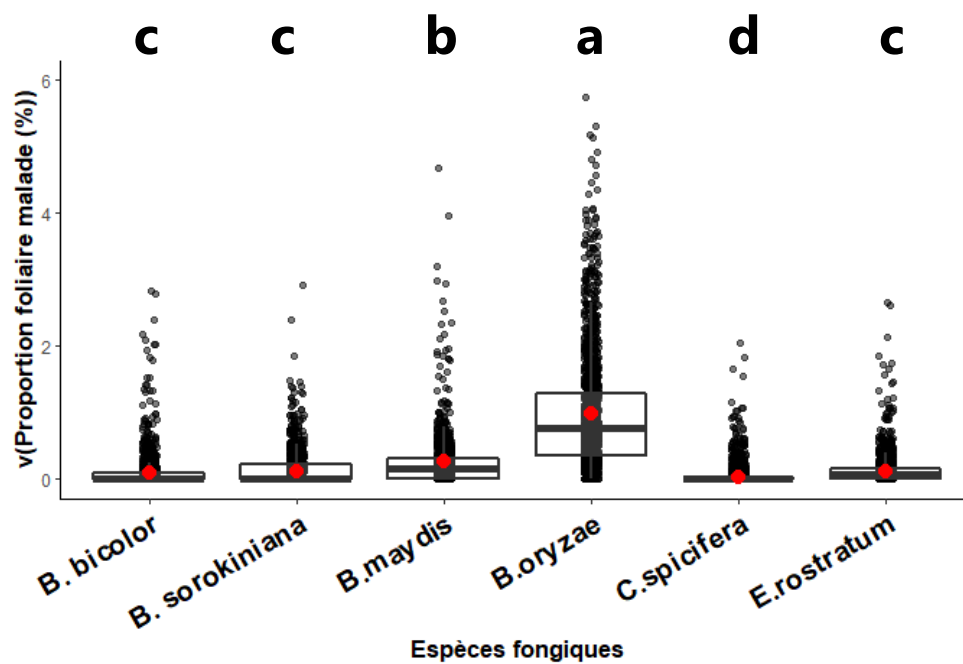 c c b a d c
6
4
2
0
v(Proportion foliaire malade (%))
B. bicolor
B. sorokiniana
B.maydis
B.oryzae
C.spicifera
E.rostratum
Espèces fongiques